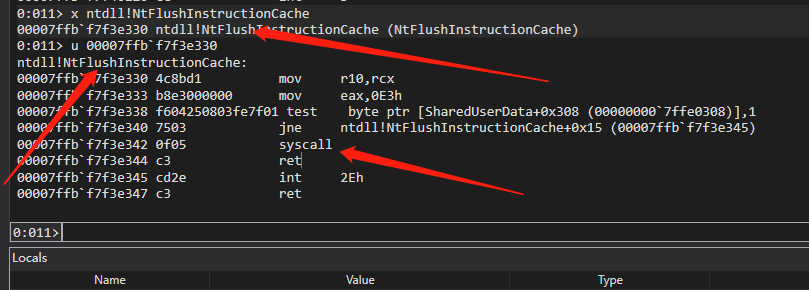 0:011> x ntdll!NtFlushInstructionCache
00007ffb`f7f3e330 ntdll!NtFlushInstructionCache (NtFlushInstructionCache)
0:011> u 00007ffb`f7f3e330
ntdll!NtFlushInstructionCache:
00007ffb`f7f3e330 4c8bd1 mov r10,rcx
00007ffb`f7f3e333 b8e3000000 mov eax,0E3h
00007ffb`f7f3e338 f604250803fe7f01 test byte ptr [SharedUserData+0x308 (00000000`7ffe0308)],1
00007ffb`f7f3e340 7503 jne ntdll!NtFlushInstructionCache+0x15 (00007ffb`f7f3e345)
00007ffb`f7f3e342 0f05 syscall
00007ffb`f7f3e344 c3 ret
00007ffb`f7f3e345 cd2e int 2Eh
00007ffb`f7f3e347 c3 ret
0:011>
Locals
Name Value Type